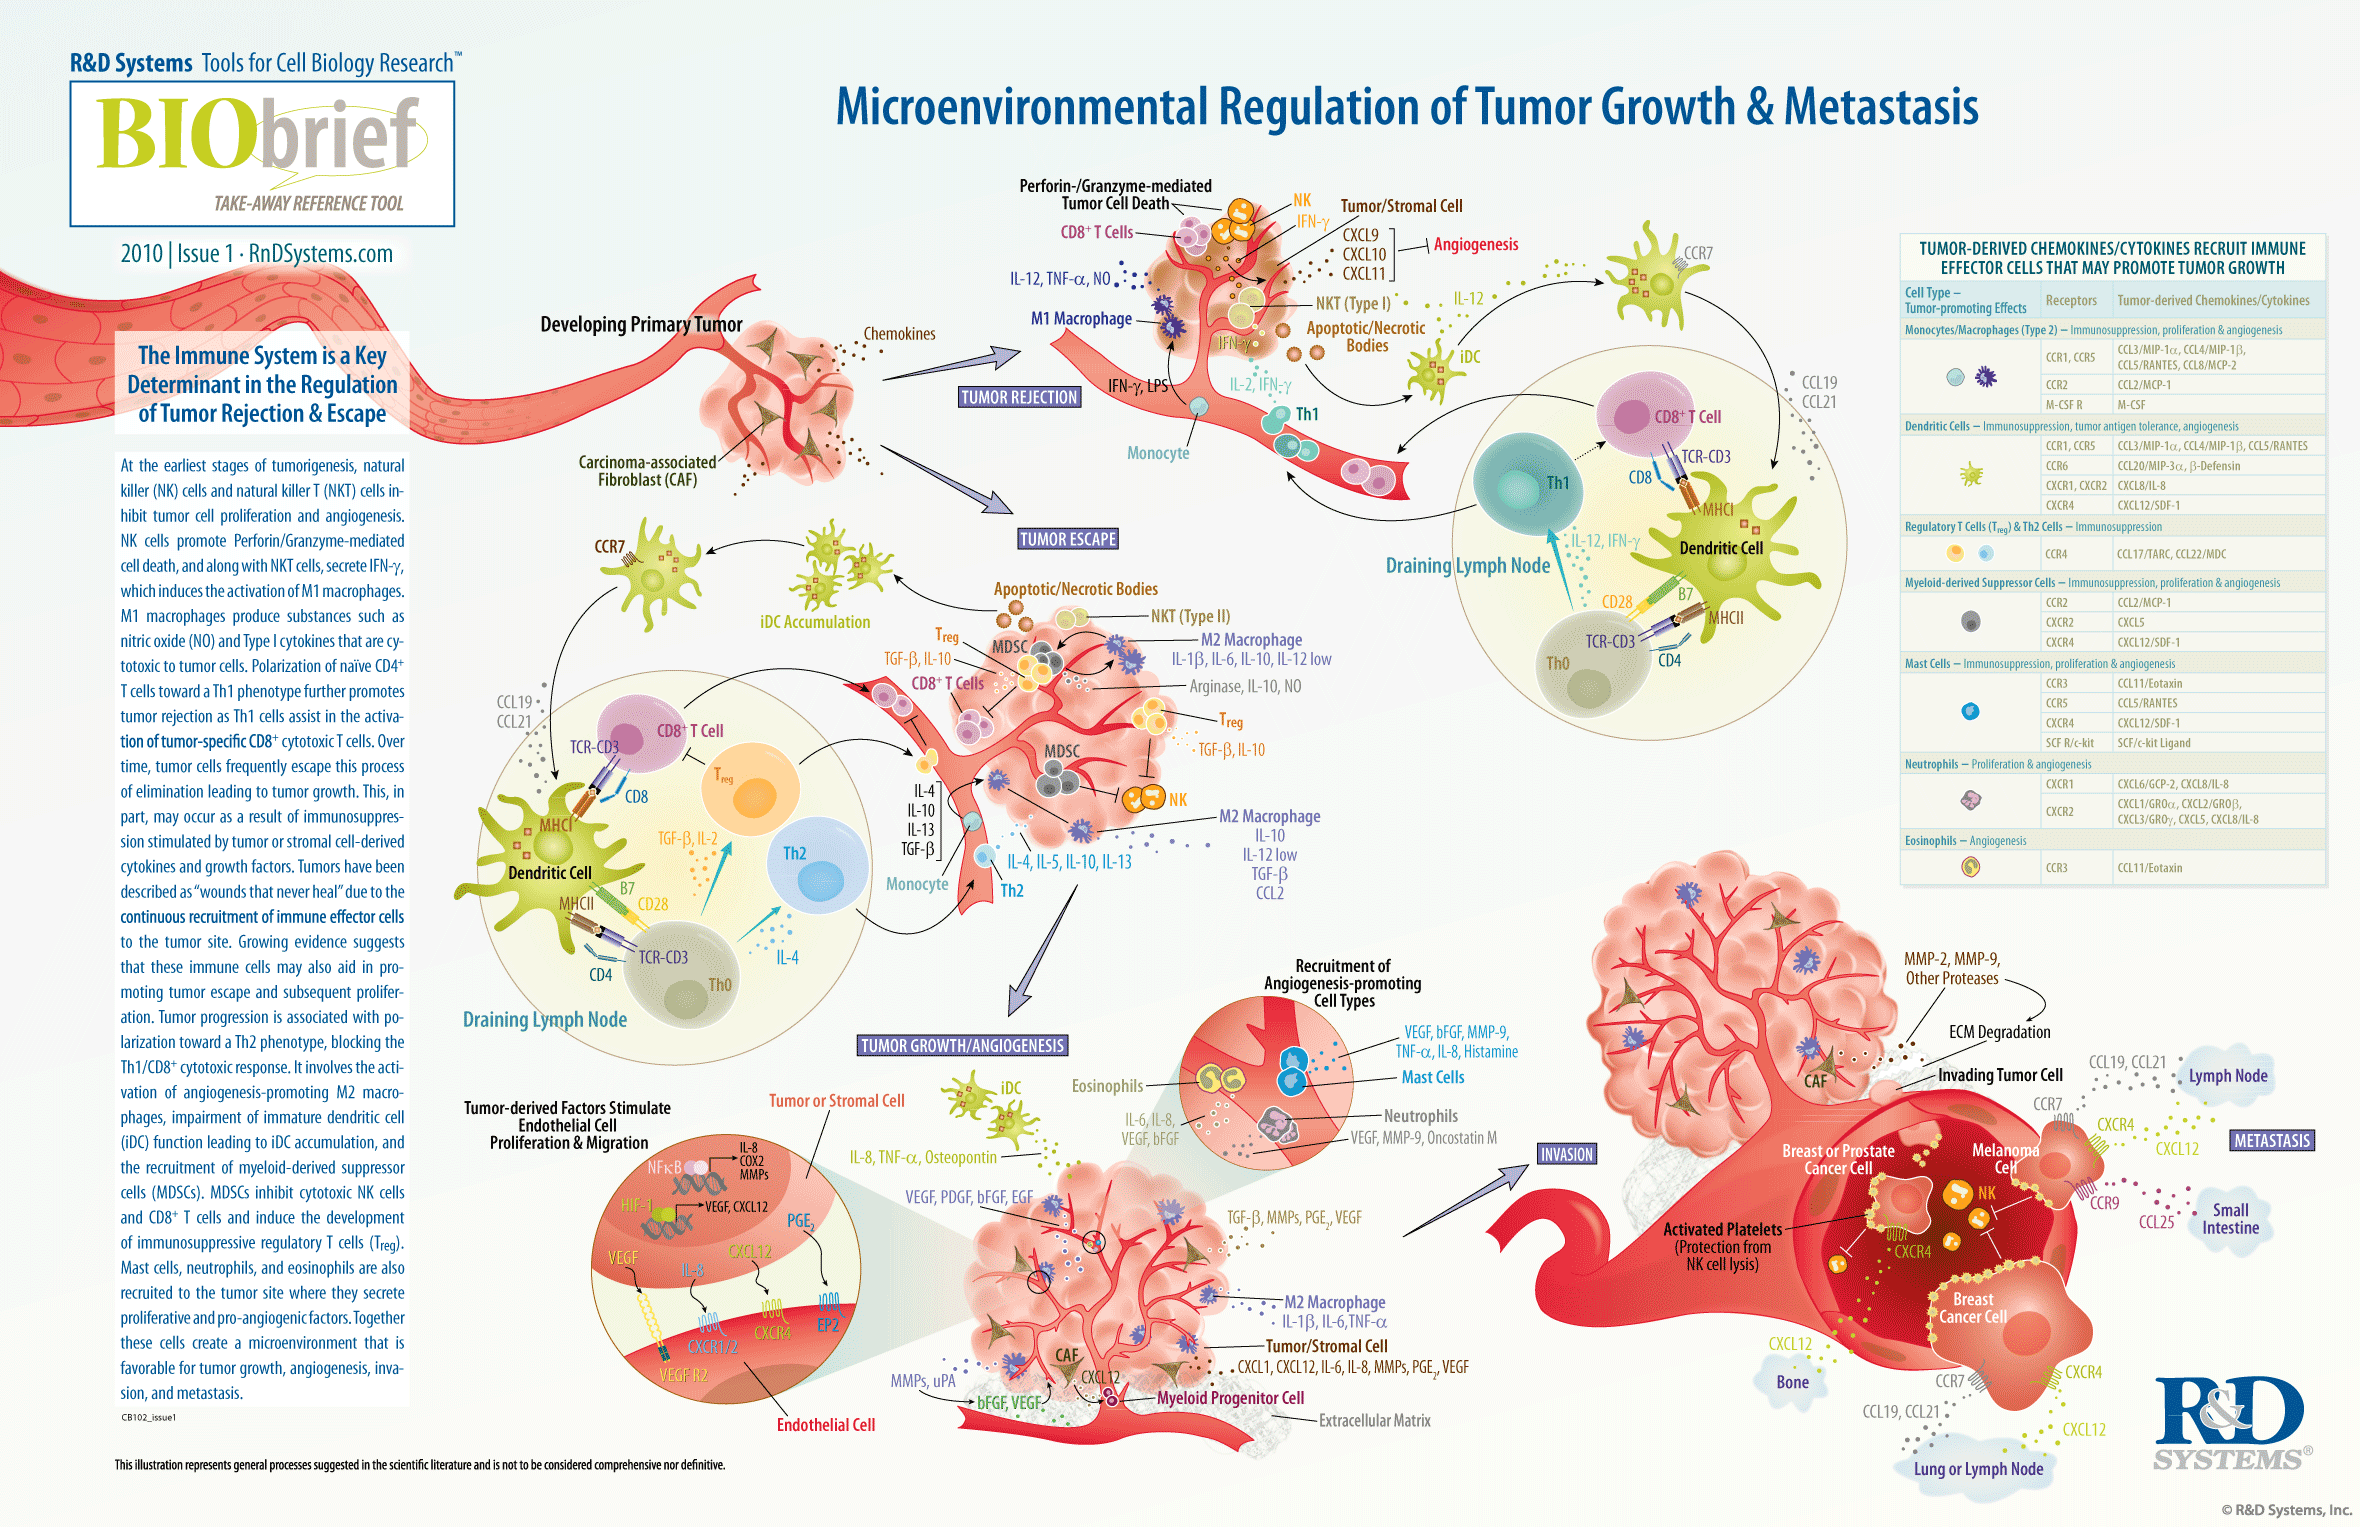 R&D Systems Tools for Cell Biology Research™
BIObrief
TAKE-AWAY REFERENCE TOOL
2010 | Issue 1 · RnDSystems.com
Microenvironmental Regulation of Tumor Growth & Metastasis
The Immune System is a Key
Determinant in the Regulation
of Tumor Rejection & Escape
At the earliest stages of tumorigenesis, natural
killer (NK) cells and natural killer T (NKT) cells in-
hibit tumor cell proliferation and angiogenesis.
NK cells promote Perforin/Granzyme-mediated
cell death, and along with NKT cells, secrete IFN-γ,
which induces the activation of M1 macrophages.
M1 macrophages produce substances such as
nitric oxide (NO) and Type I cytokines that are cy-
totoxic to tumor cells. Polarization of naïve CD4⁺
T cells toward a Th1 phenotype further promotes
tumor rejection as Th1 cells assist in the activa-
tion of tumor-specific CD8⁺ cytotoxic T cells. Over
time, tumor cells frequently escape this process
of elimination leading to tumor growth. This, in
part, may occur as a result of immunosuppres-
sion stimulated by tumor or stromal cell-derived
cytokines and growth factors. Tumors have been
described as “wounds that never heal” due to the
continuous recruitment of immune effector cells
to the tumor site. Growing evidence suggests
that these immune cells may also aid in pro-
moting tumor escape and subsequent prolifer-
ation. Tumor progression is associated with po-
larization toward a Th2 phenotype, blocking the
Th1/CD8⁺ cytotoxic response. It involves the acti-
vation of angiogenesis-promoting M2 macro-
phages, impairment of immature dendritic cell
(iDC) function leading to iDC accumulation, and
the recruitment of myeloid-derived suppressor
cells (MDSCs). MDSCs inhibit cytotoxic NK cells
and CD8⁺ T cells and induce the development
of immunosuppressive regulatory T cells (Treg).
Mast cells, neutrophils, and eosinophils are also
recruited to the tumor site where they secrete
proliferative and pro-angiogenic factors. Together
these cells create a microenvironment that is
favorable for tumor growth, angiogenesis, inva-
sion, and metastasis.
CB102_issue1
This illustration represents general processes suggested in the scientific literature and is not to be considered comprehensive nor definitive.
Developing Primary Tumor
Chemokines
Carcinoma-associated
Fibroblast (CAF)
TUMOR REJECTION
TUMOR ESCAPE
Perforin-/Granzyme-mediated
Tumor Cell Death
CD8⁺ T Cells
NK
IFN-γ
Tumor/Stromal Cell
CXCL9
CXCL10
CXCL11
Angiogenesis
IL-12, TNF-α, NO
M1 Macrophage
NKT (Type I)
IL-12
Apoptotic/Necrotic
Bodies
IFN-γ
iDC
IFN-γ, LPS
IL-2, IFN-γ
Th1
Monocyte
CCR7
CCL19
CCL21
CD8⁺ T Cell
TCR-CD3
CD8
MHCI
Th1
Dendritic Cell
IL-12, IFN-γ
Draining Lymph Node
B7
CD28
MHCII
TCR-CD3
CD4
Th0
CCR7
iDC Accumulation
Apoptotic/Necrotic Bodies
NKT (Type II)
Treg
MDSC
M2 Macrophage
TGF-β, IL-10
IL-1β, IL-6, IL-10, IL-12 low
CD8⁺ T Cells
Arginase, IL-10, NO
Treg
TGF-β, IL-10
MDSC
NK
IL-4
IL-10
IL-13
TGF-β
M2 Macrophage
IL-10
IL-12 low
TGF-β
CCL2
IL-4, IL-5, IL-10, IL-13
Monocyte
Th2
CCL19
CCL21
CD8⁺ T Cell
TCR-CD3
Treg
CD8
MHCI
TGF-β, IL-2
Th2
Dendritic Cell
B7
CD28
MHCII
TCR-CD3
IL-4
CD4
Th0
Draining Lymph Node
TUMOR GROWTH/ANGIOGENESIS
Tumor-derived Factors Stimulate
Endothelial Cell
Proliferation & Migration
Tumor or Stromal Cell
NFκB
IL-8
COX2
MMPs
HIF-1
VEGF, CXCL12
PGE2
VEGF
IL-8
CXCL12
CXCR1/2
CXCR4
EP2
VEGF R2
Endothelial Cell
iDC
IL-8, TNF-α, Osteopontin
VEGF, PDGF, bFGF, EGF
Recruitment of
Angiogenesis-promoting
Cell Types
VEGF, bFGF, MMP-9,
TNF-α, IL-8, Histamine
Mast Cells
Eosinophils
IL-6, IL-8,
VEGF, bFGF
Neutrophils
VEGF, MMP-9, Oncostatin M
TGF-β, MMPs, PGE2, VEGF
M2 Macrophage
IL-1β, IL-6,TNF-α
Tumor/Stromal Cell
CXCL1, CXCL12, IL-6, IL-8, MMPs, PGE2, VEGF
CAF
CXCL12
MMPs, uPA
bFGF, VEGF
Myeloid Progenitor Cell
Extracellular Matrix
INVASION
MMP-2, MMP-9,
Other Proteases
ECM Degradation
CAF
Invading Tumor Cell
CCL19, CCL21
Lymph Node
CCR7
CXCR4
CXCL12
METASTASIS
Breast or Prostate
Cancer Cell
Melanoma
Cell
NK
CCR9
CCL25
Small
Intestine
Activated Platelets
(Protection from
NK cell lysis)
CXCR4
Breast
Cancer Cell
CXCL12
Bone
CCR7
CXCR4
CCL19, CCL21
CXCL12
Lung or Lymph Node
TUMOR-DERIVED CHEMOKINES/CYTOKINES RECRUIT IMMUNE
EFFECTOR CELLS THAT MAY PROMOTE TUMOR GROWTH
Cell Type –
Tumor-promoting Effects Receptors Tumor-derived Chemokines/Cytokines
Monocytes/Macrophages (Type 2) – Immunosuppression, proliferation & angiogenesis
CCR1, CCR5 CCL3/MIP-1α, CCL4/MIP-1β,
CCL5/RANTES, CCL8/MCP-2
CCR2 CCL2/MCP-1
M-CSF R M-CSF
Dendritic Cells – Immunosuppression, tumor antigen tolerance, angiogenesis
CCR1, CCR5 CCL3/MIP-1α, CCL4/MIP-1β, CCL5/RANTES
CCR6 CCL20/MIP-3α, β-Defensin
CXCR1, CXCR2 CXCL8/IL-8
CXCR4 CXCL12/SDF-1
Regulatory T Cells (Treg) & Th2 Cells – Immunosuppression
CCR4 CCL17/TARC, CCL22/MDC
Myeloid-derived Suppressor Cells – Immunosuppression, proliferation & angiogenesis
CCR2 CCL2/MCP-1
CXCR2 CXCL5
CXCR4 CXCL12/SDF-1
Mast Cells – Immunosuppression, proliferation & angiogenesis
CCR3 CCL11/Eotaxin
CCR5 CCL5/RANTES
CXCR4 CXCL12/SDF-1
SCF R/c-kit SCF/c-kit Ligand
Neutrophils – Proliferation & angiogenesis
CXCR1 CXCL6/GCP-2, CXCL8/IL-8
CXCR2 CXCL1/GROα, CXCL2/GROβ,
CXCL3/GROγ, CXCL5, CXCL8/IL-8
Eosinophils – Angiogenesis
CCR3 CCL11/Eotaxin
R&D
SYSTEMS®
© R&D Systems, Inc.